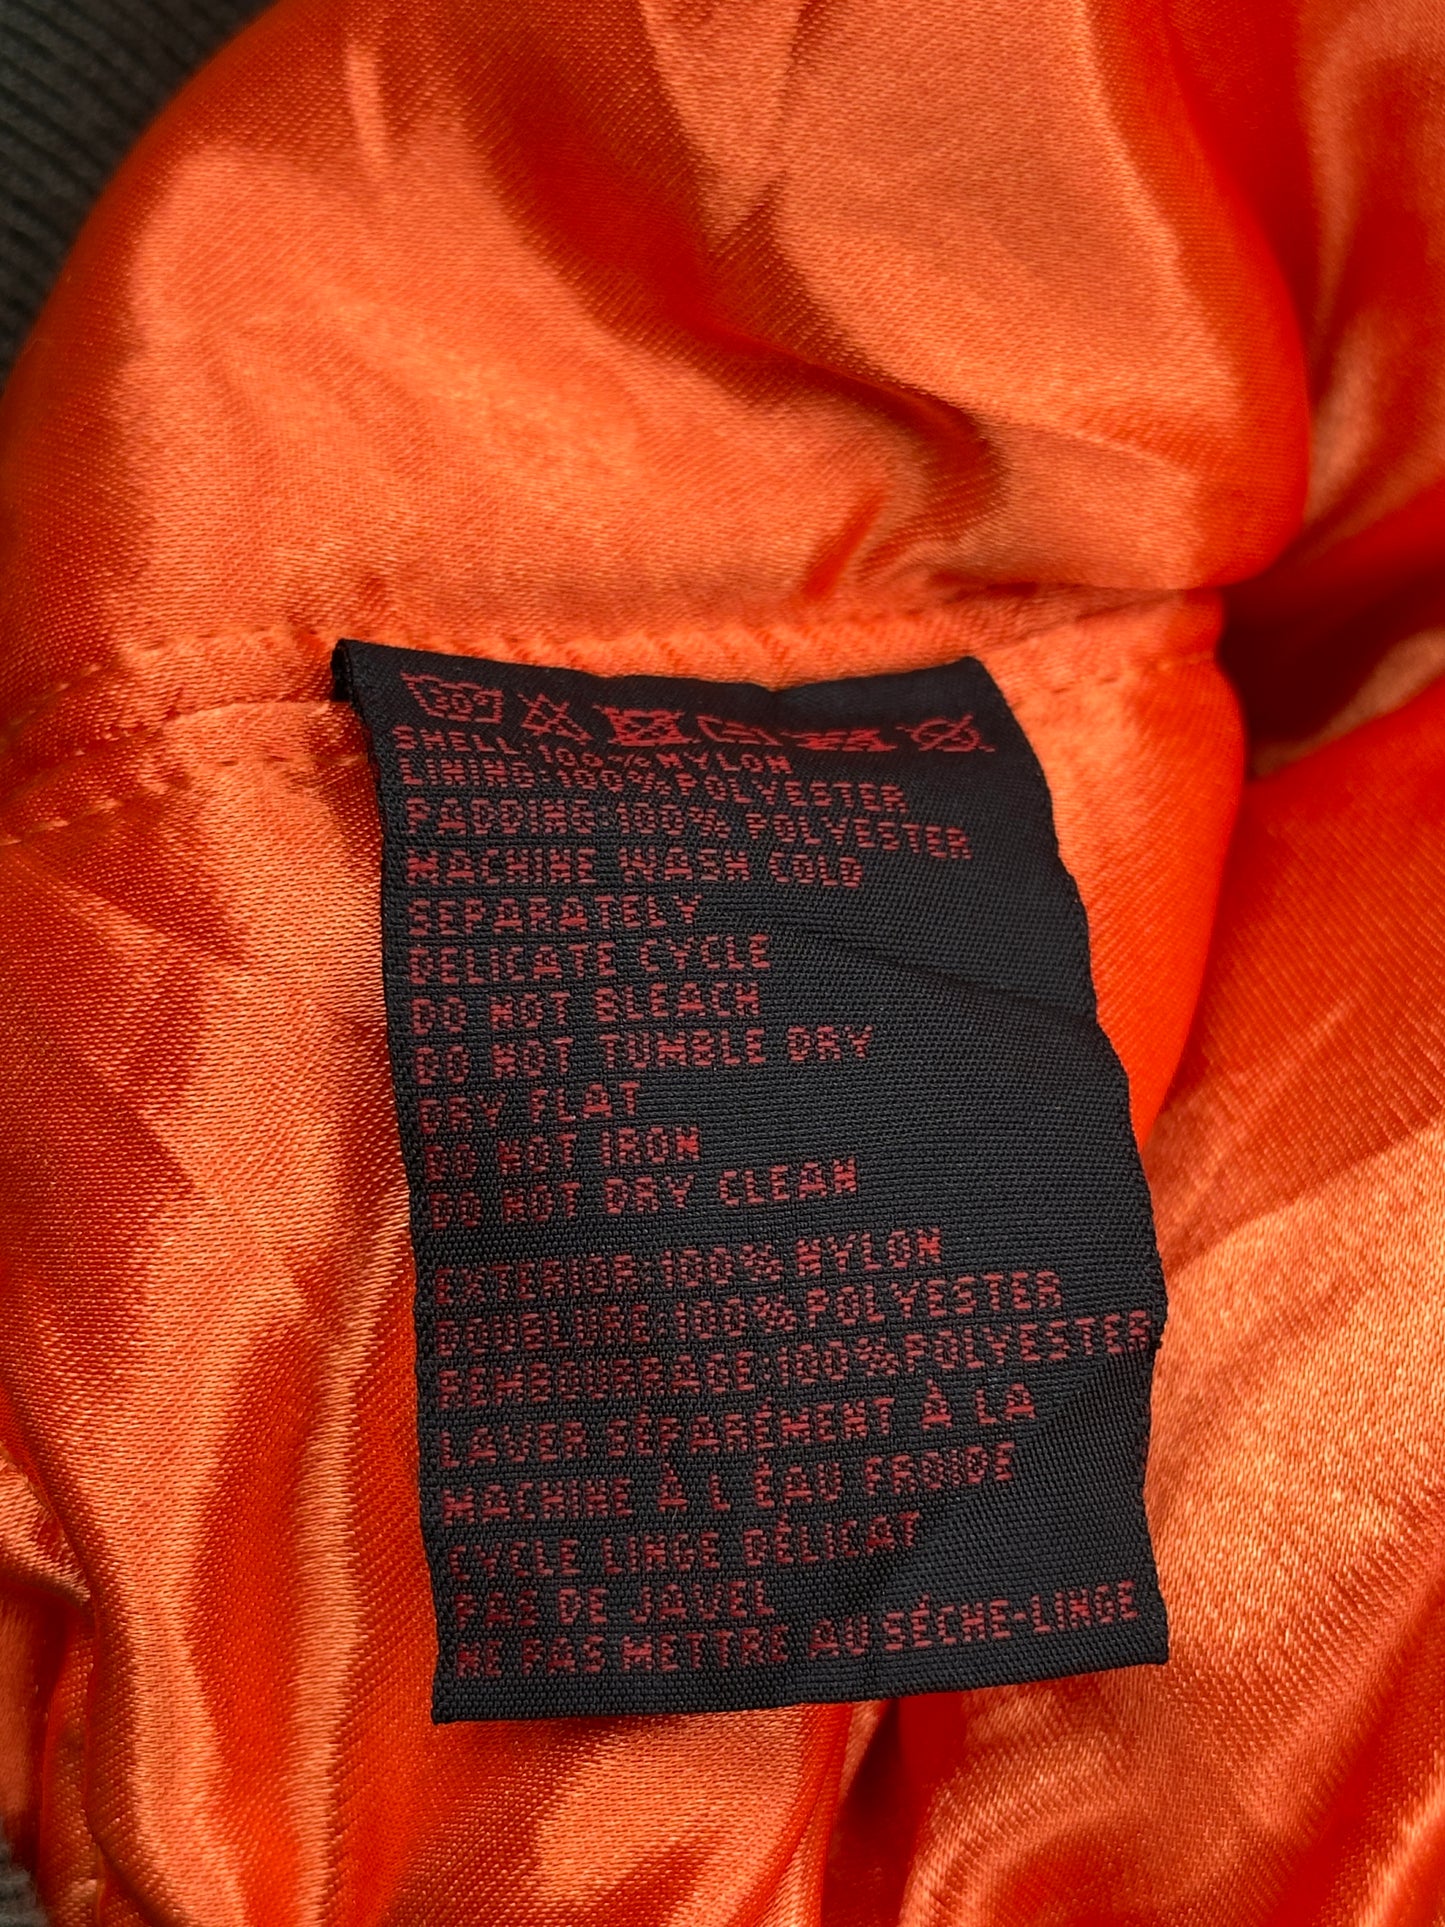 30
SHELL:100% NYLON
LINING:100% POLYESTER
PADDING:100% POLYESTER
MACHINE WASH COLD
SEPARATELY
DELICATE CYCLE
DO NOT BLEACH
DO NOT TUMBLE DRY
DRY FLAT
DO NOT IRON
DO NOT DRY CLEAN
EXTERIOR:100% NYLON
DOUBLURE:100% POLYESTER
REMBOURRAGE:100% POLYESTER
LAVER SÉPARÉMENT À LA
MACHINE À L ÉAU FROIDE
CYCLE LINGE DÉLICAT
PAS DE JAVEL
NE PAS METTRE AU SÉCHE-LINGE